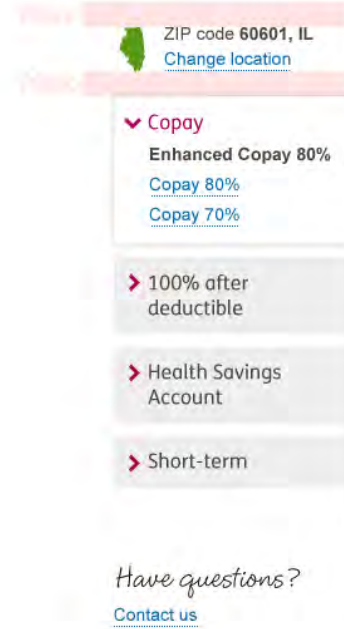 ZIP code 60601, IL
Change location
Copay
Enhanced Copay 80%
Copay 80%
Copay 70%
100% after
deductible
Health Savings
Account
Short-term
Have questions?
Contact us